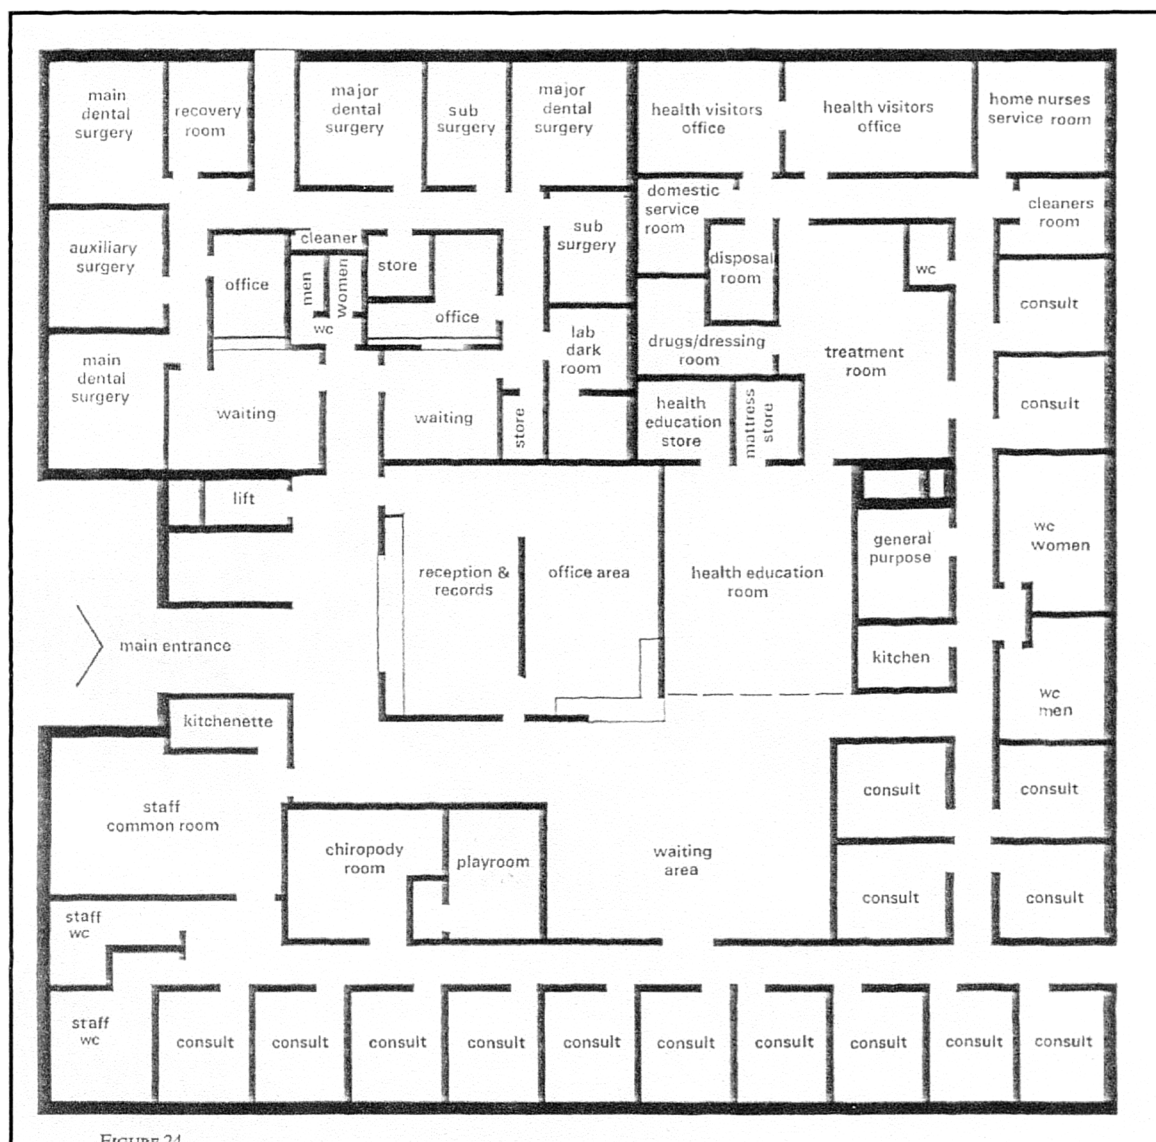 main
dental
surgery
recovery
room
major
dental
surgery
sub
surgery
major
dental
surgery
health visitors
office
health visitors
office
home nurses
service room
domestic
service
room
cleaners
room
auxiliary
surgery
office
cleaner
men
women
wc
store
office
sub
surgery
disposal
room
wc
consult
main
dental
surgery
waiting
waiting
store
lab
dark
room
drugs/dressing
room
treatment
room
health
education
store
mattress
store
consult
lift
reception &
records
office area
health education
room
general
purpose
wc
women
main entrance
kitchen
wc
men
kitchenette
staff
common room
chiropody
room
playroom
waiting
area
consult
consult
consult
consult
staff
wc
staff
wc
consult
consult
consult
consult
consult
consult
consult
consult
consult
consult
FIGURE 24